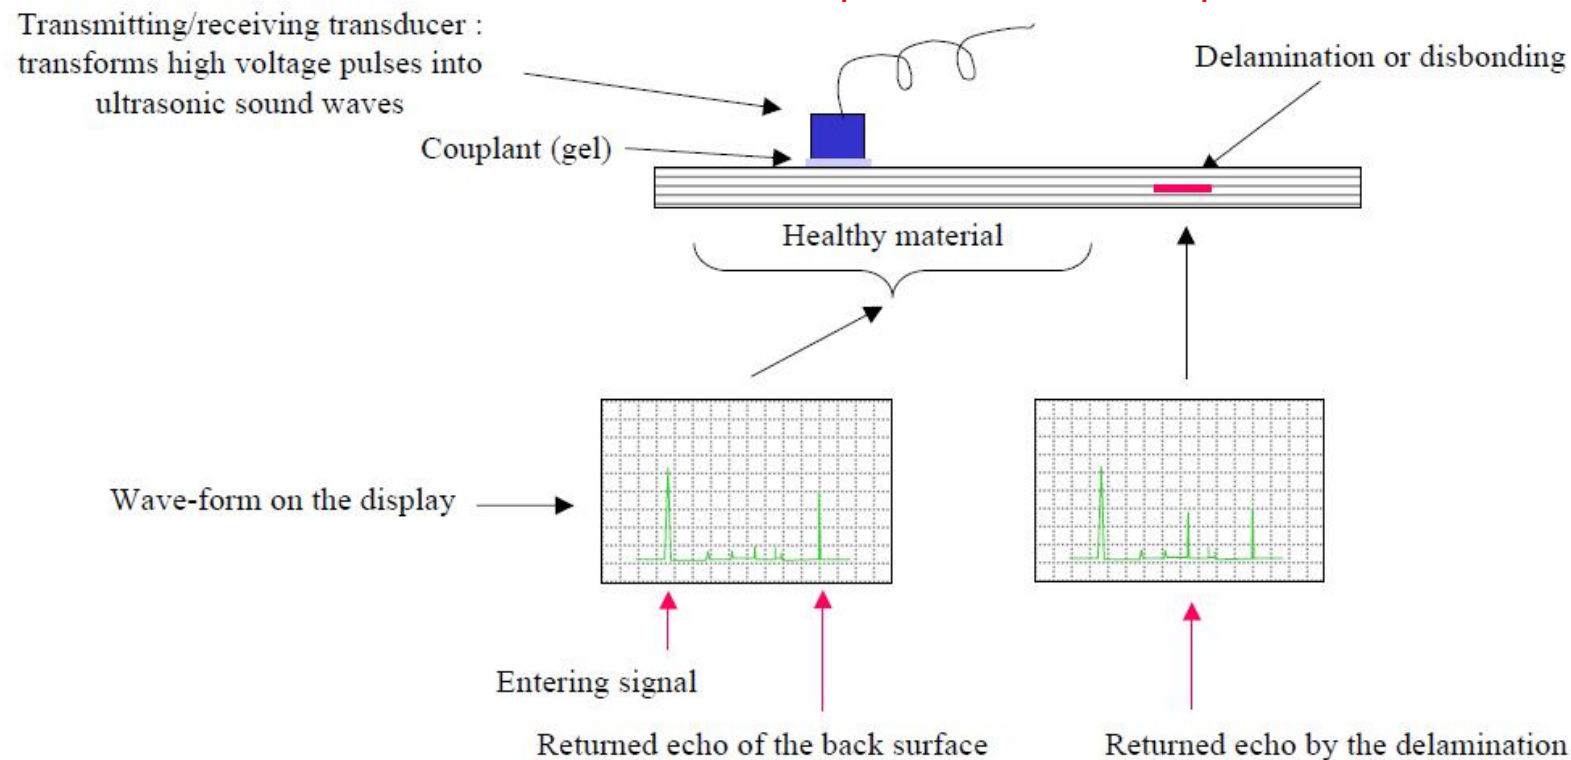 Transmitting/receiving transducer :
transforms high voltage pulses into
ultrasonic sound waves
Delamination or disbonding
Couplant (gel)
Healthy material
Wave-form on the display
Entering signal
Returned echo of the back surface
Returned echo by the delamination